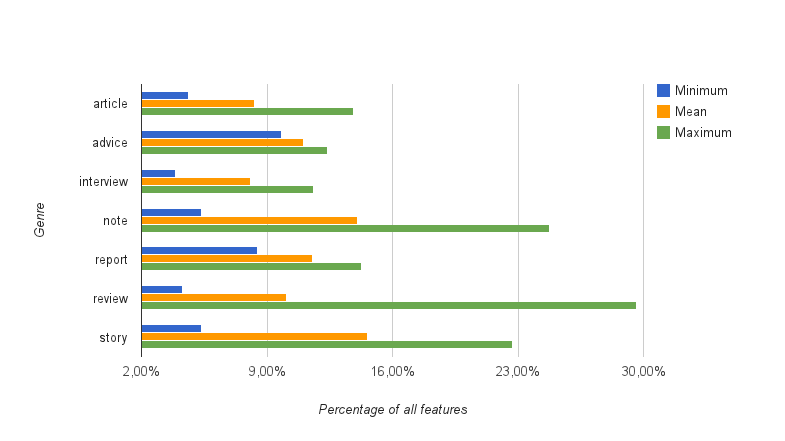 Minimum
Mean
Maximum
article
advice
interview
note
report
review
story
Genre
2,00% 9,00% 16,00% 23,00% 30,00%
Percentage of all features